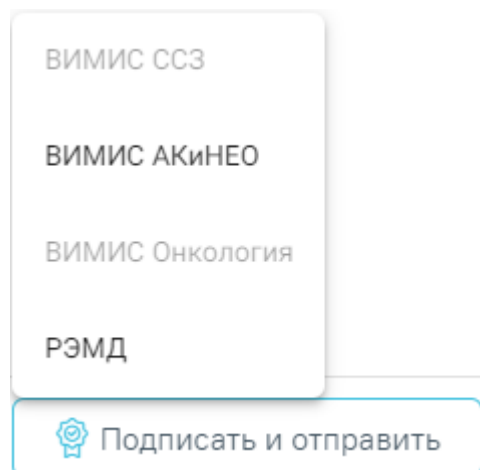 ВИМИС ССЗ
ВИМИС АКиНЕО
ВИМИС Онкология
РЭМД
Подписать и отправить